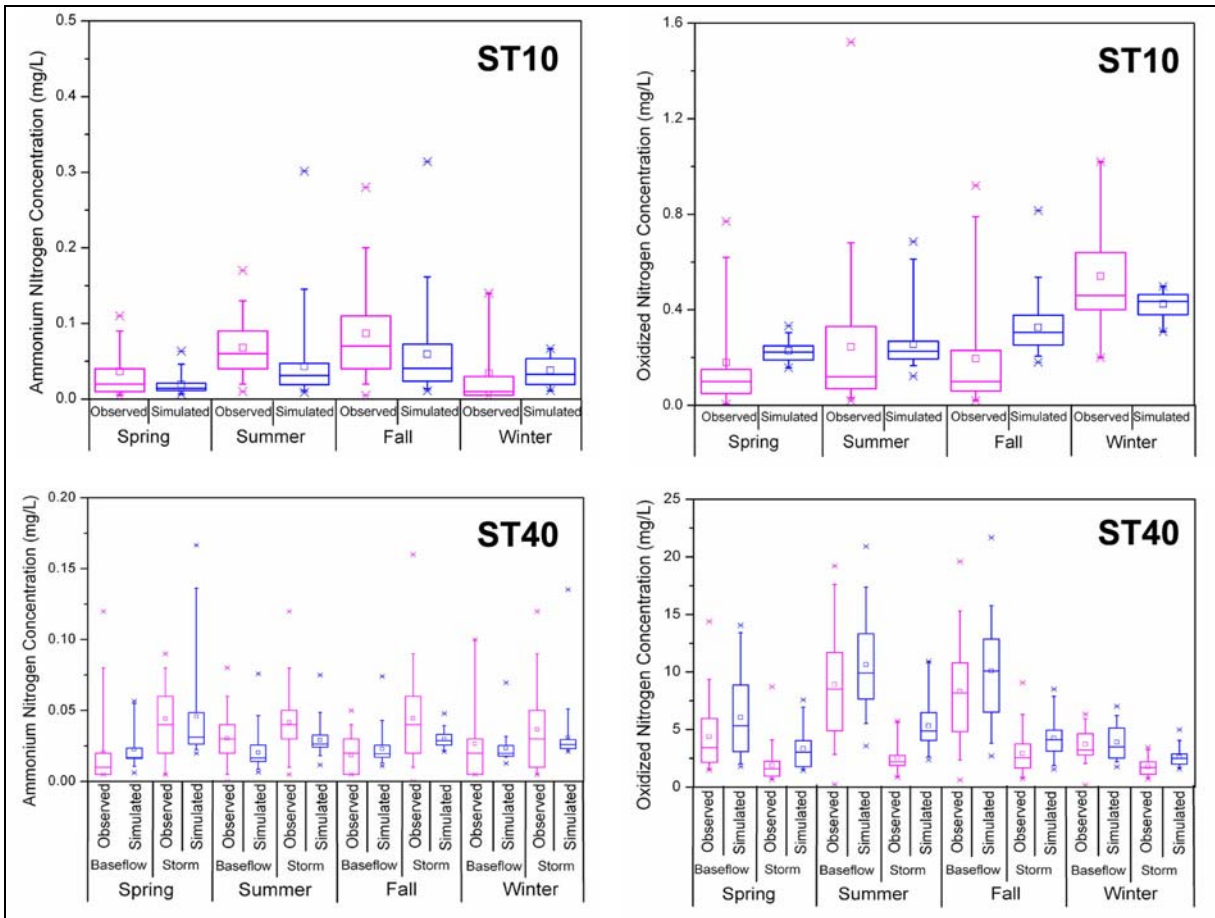 Ammonium NItrogen Concentration (mg/L)
0.5
0.4
0.3
0.2
0.1
0.0
ST10
Observed Simulated Observed Simulated Observed Simulated Observed Simulated
Spring Summer Fall Winter
Oxidized Nitrogen Concentration (mg/L)
1.6
1.2
0.8
0.4
0.0
ST10
Observed Simulated Observed Simulated Observed Simulated Observed Simulated
Spring Summer Fall Winter
Ammonium Nitrogen Concentration (mg/L)
0.20
0.15
0.10
0.05
0.00
ST40
Observed Simulated Observed Simulated Observed Simulated Observed Simulated Observed Simulated Observed Simulated Observed Simulated Observed Simulated
Baseflow Storm Baseflow Storm Baseflow Storm Baseflow Storm
Spring Summer Fall Winter
Oxidized Nitrogen Concentration (mg/L)
25
20
15
10
5
0
ST40
Observed Simulated Observed Simulated Observed Simulated Observed Simulated Observed Simulated Observed Simulated Observed Simulated Observed Simulated
Baseflow Storm Baseflow Storm Baseflow Storm Baseflow Storm
Spring Summer Fall Winter